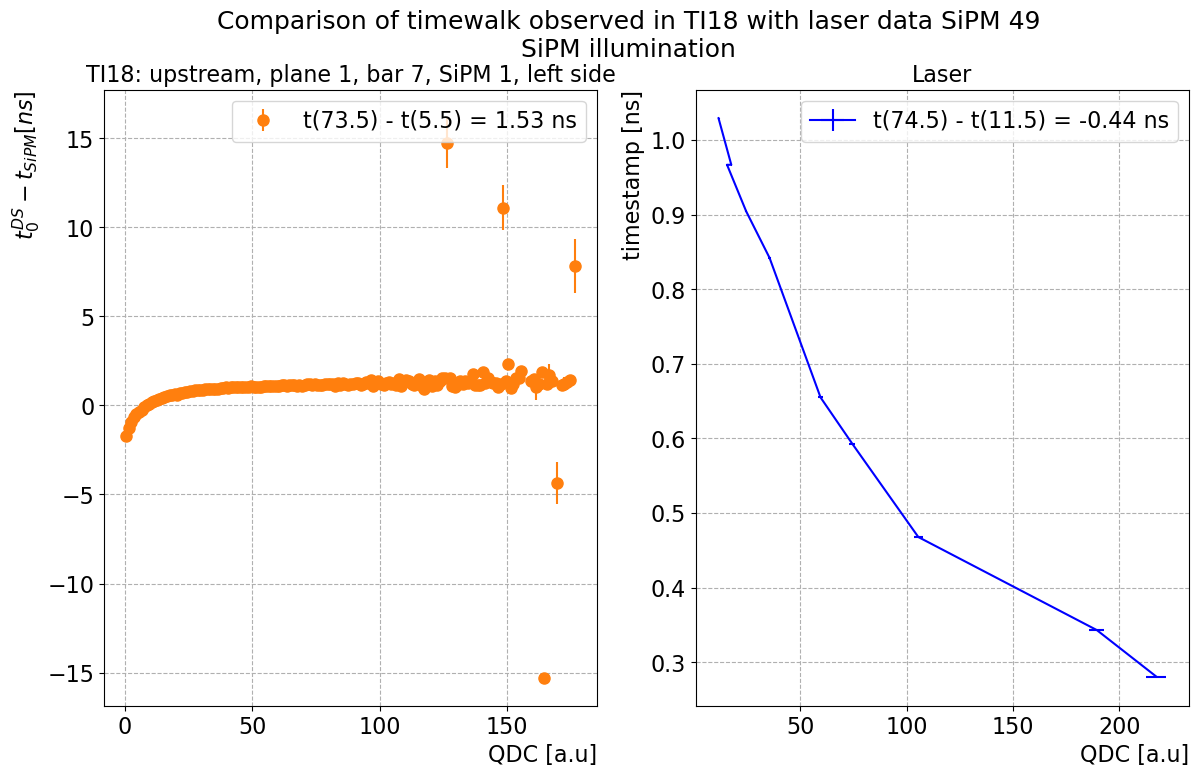 Comparison of timewalk observed in TI18 with laser data SiPM 49
SiPM illumination
TI18: upstream, plane 1, bar 7, SiPM 1, left side
t(73.5) - t(5.5) = 1.53 ns
t_0^{DS} − t_{SiPM}[ns]
15
10
5
0
−5
−10
−15
0
50
100
150
QDC [a.u]
Laser
t(74.5) - t(11.5) = -0.44 ns
timestamp [ns]
1.0
0.9
0.8
0.7
0.6
0.5
0.4
0.3
50
100
150
200
QDC [a.u]